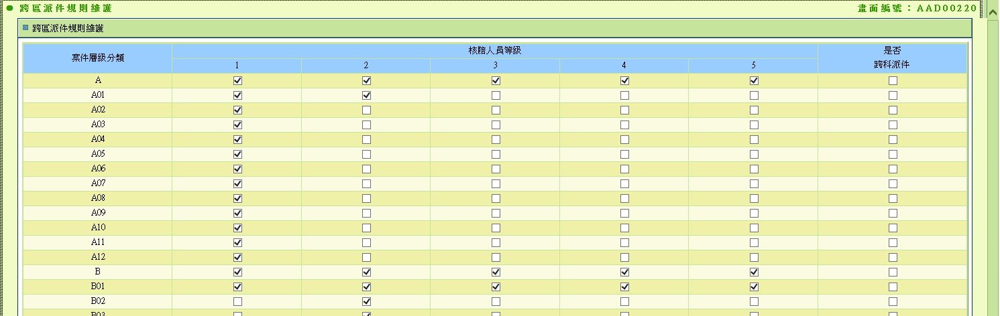 跨區派件規則維護 畫面編號：AAD00220
跨區派件規則維護
案件層級分類 核賠人員等級 是否
1 2 3 4 5 跨科派件
A
A01
A02
A03
A04
A05
A06
A07
A08
A09
A10
A11
A12
B
B01
B02
B03